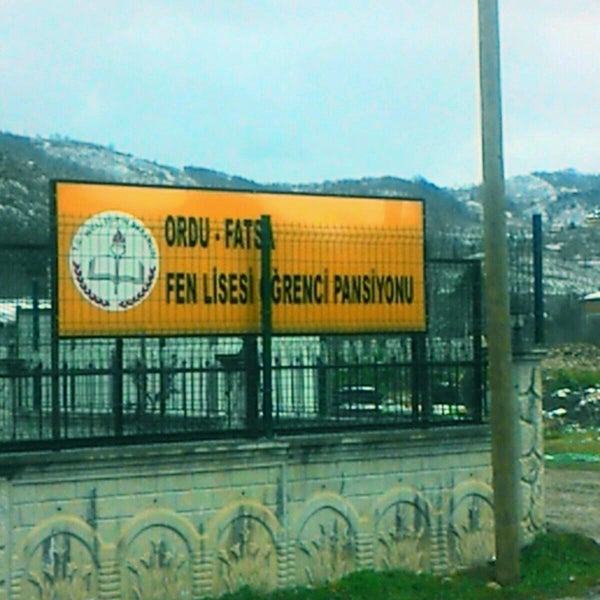 ORDU - FATSA
FEN LİSESİ ÖĞRENCİ PANSİYONU